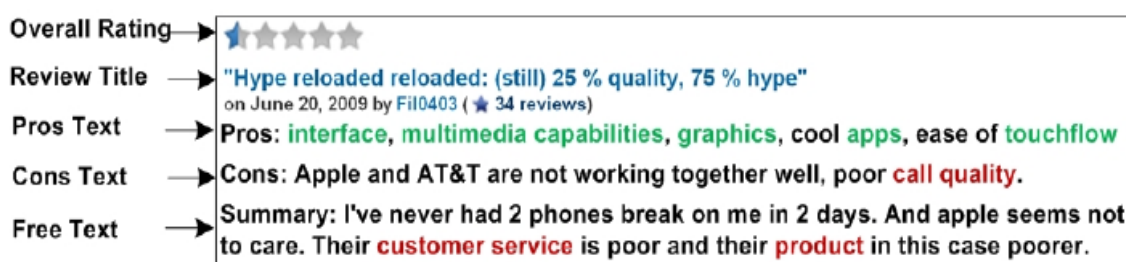 Overall Rating
Review Title "Hype reloaded reloaded: (still) 25 % quality, 75 % hype"
on June 20, 2009 by Fil0403 ( 34 reviews)
Pros Text Pros: interface, multimedia capabilities, graphics, cool apps, ease of touchflow
Cons Text Cons: Apple and AT&T are not working together well, poor call quality.
Free Text Summary: I've never had 2 phones break on me in 2 days. And apple seems not
to care. Their customer service is poor and their product in this case poorer.